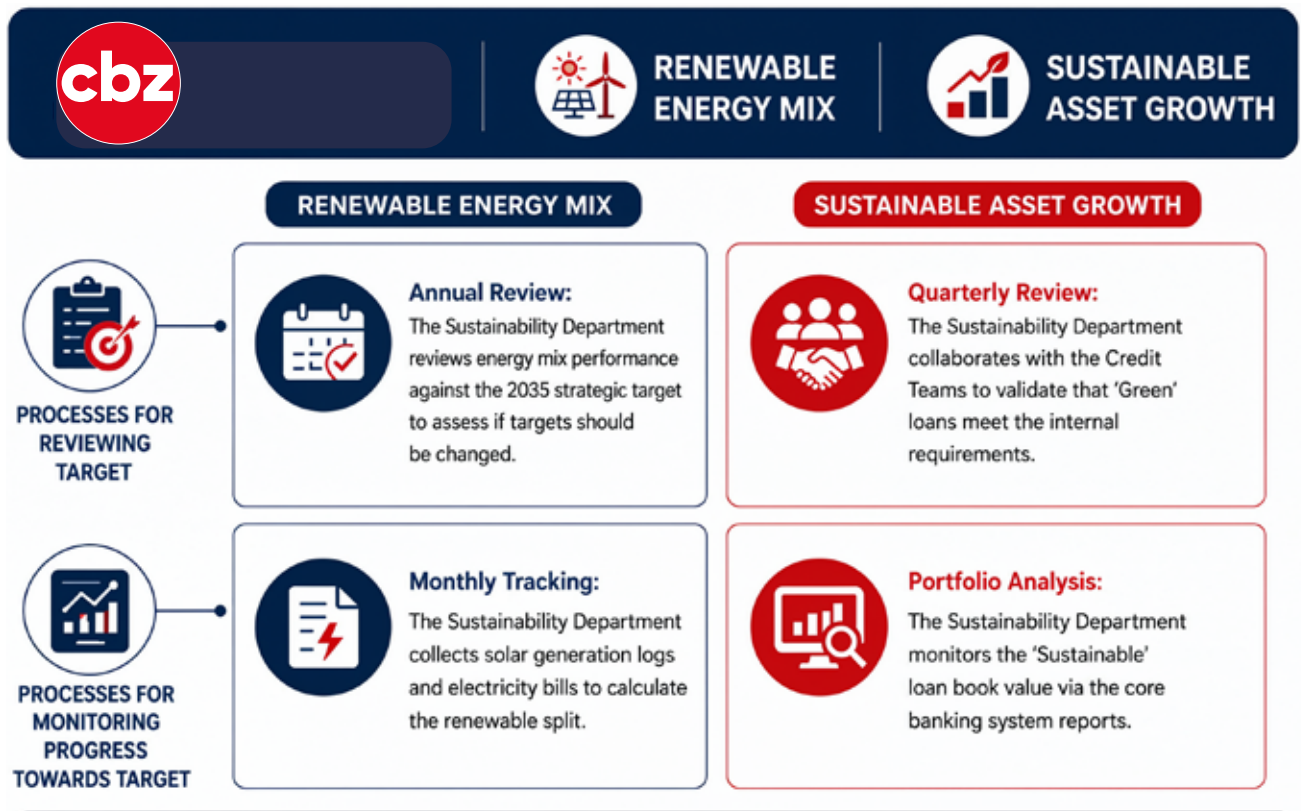 cbz
RENEWABLE
ENERGY MIX
SUSTAINABLE
ASSET GROWTH
RENEWABLE ENERGY MIX
SUSTAINABLE ASSET GROWTH
PROCESSES FOR
REVIEWING
TARGET
Annual Review:
The Sustainability Department
reviews energy mix performance
against the 2035 strategic target
to assess if targets should
be changed.
Quarterly Review:
The Sustainability Department
collaborates with the Credit
Teams to validate that ‘Green’
loans meet the internal
requirements.
PROCESSES FOR
MONITORING
PROGRESS
TOWARDS TARGET
Monthly Tracking:
The Sustainability Department
collects solar generation logs
and electricity bills to calculate
the renewable split.
Portfolio Analysis:
The Sustainability Department
monitors the ‘Sustainable’
loan book value via the core
banking system reports.